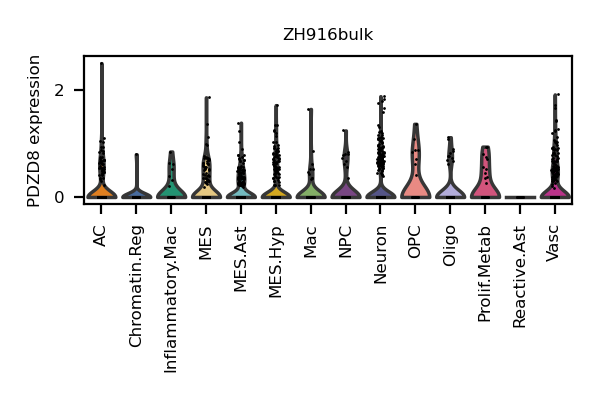 ZH916bulk
PDZD8 expression
2
0
AC
Chromatin.Reg
Inflammatory.Mac
MES
MES.Ast
MES.Hyp
Mac
NPC
Neuron
OPC
Oligo
Prolif.Metab
Reactive.Ast
Vasc